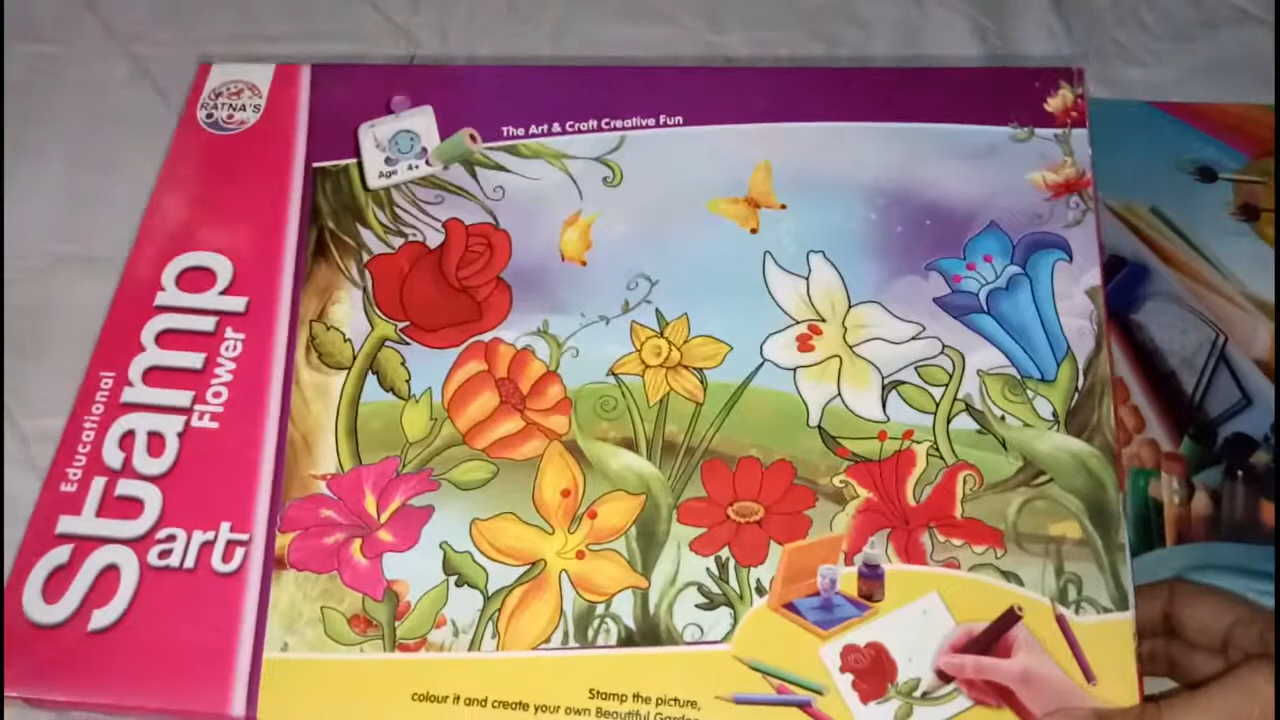 RATNA'S
Educational
Stamp
art
Flower
The Art & Craft Creative Fun
Age : 4+
Stamp the picture,
colour it and create your own Beautiful Garden